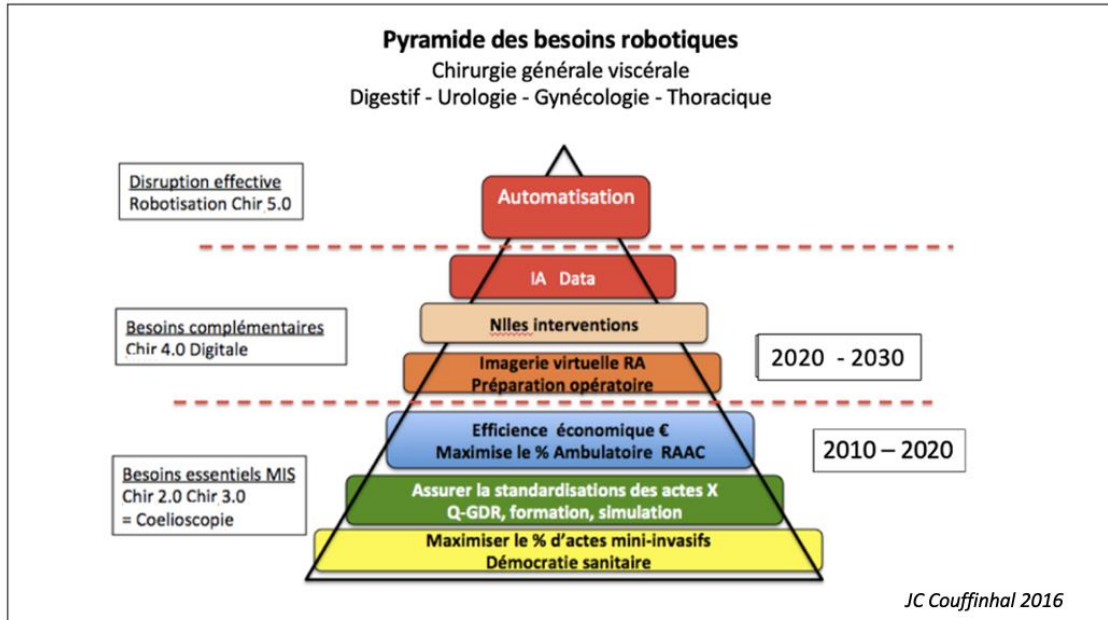 Pyramide des besoins robotiques
Chirurgie générale viscérale
Digestif - Urologie - Gynécologie - Thoracique
Disruption effective
Robotisation Chir 5.0
Automatisation
IA Data
Besoins complémentaires
Chir 4.0 Digitale
Nlles interventions
Imagerie virtuelle RA
Préparation opératoire
2020 - 2030
Efficience économique €
Maximise le % Ambulatoire RAAC
2010 – 2020
Besoins essentiels MIS
Chir 2.0 Chir 3.0
= Coelioscopie
Assurer la standardisations des actes X
Q-GDR, formation, simulation
Maximiser le % d'actes mini-invasifs
Démocratie sanitaire
JC Couffinhal 2016